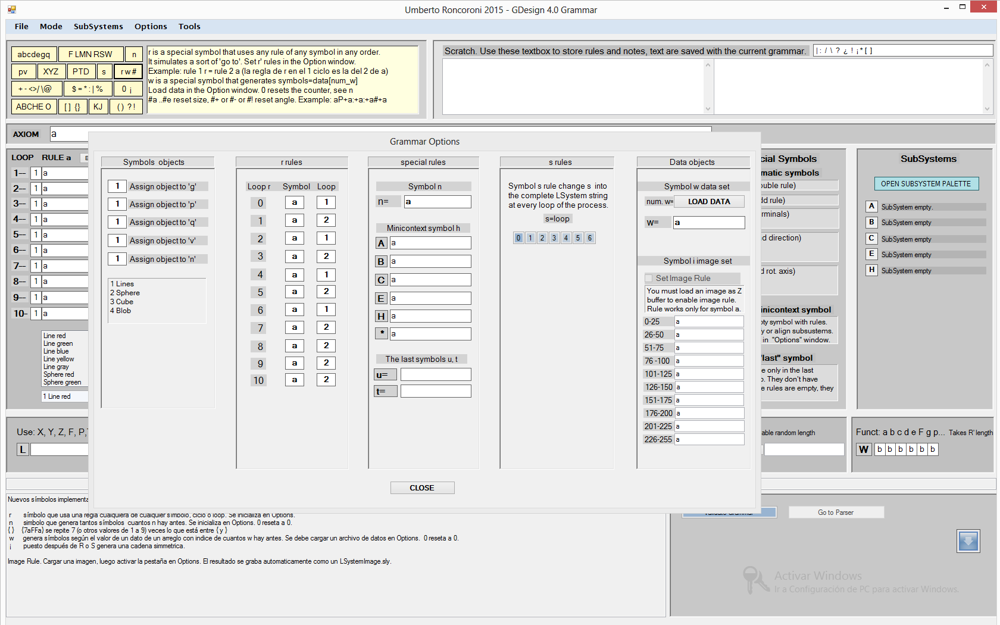 Umberto Roncoroni 2015 - GDesign 4.0 Grammar
File Mode SubSystems Options Tools
abcdegq F LMN RSW n
pv XYZ PTD s r w #
+ - <>/ \@ $ = * : | % 0 ¡
ABCHE O [ ] {} KJ ( ) ? !
r is a special symbol that uses any rule of any symbol in any order.
It simulates a sort of 'go to'. Set r' rules in the Option window.
Example: rule 1 r = rule 2 a (la regla de r en el 1 ciclo es la del 2 de a)
w is a special symbol that generates symbols=data[num_w]
Load data in the Option window. 0 resets the counter, see n
#a ..#e reset size, #+ or #- or #! reset angle. Exanple: aP+a:+a:+a#+a
Scratch. Use these textbox to store rules and notes, text are saved with the current grammar.
| : / \ ? ¿ ! ¡ * [ ]
AXIOM a
LOOP RULE a
1-- 1 a
2-- 1 a
3-- 1 a
4-- 1 a
5-- 1 a
6-- 1 a
7-- 1 a
8-- 1 a
9-- 1 a
10- 1 a
Line red
Line green
Line blue
Line yellow
Line gray
Sphere red
Sphere green
1 Line red
Use: X, Y, Z, F, P,
L
Grammar Options
Symbols objects
1 Assign object to 'g'
1 Assign object to 'p'
1 Assign object to 'q'
1 Assign object to 'v'
1 Assign object to 'n'
1 Lines
2 Sphere
3 Cube
4 Blob
r rules
Loop r Symbol Loop
0 a 1
1 a 2
2 a 1
3 a 2
4 a 1
5 a 2
6 a 1
7 a 2
8 a 2
9 a 2
10 a 2
special rules
Symbol n
n= a
Minicontext symbol h
A a
B a
C a
E a
H a
* a
The last symbols u, t
u=
t=
s rules
Symbol s rule change s into
the complete LSystem string
at every loop of the process.
s=loop
0 1 2 3 4 5 6
Data objects
Symbol w data set
num. w= LOAD DATA
w= a
Symbol i image set
Set Image Rule
You must load an image as Z
buffer to enable image rule.
Rule works only for symbol a.
0-25 a
26-50 a
51-75 a
76 -100 a
101-125 a
126-150 a
151-175 a
176-200 a
201-225 a
226-255 a
CLOSE
cial Symbols
matic symbols
ouble rule)
dd rule)
rminals)
nd direction)
d rot. axis)
inicontext symbol
pty symbol with rules.
y or align subsustems.
in "Options" window.
"last" symbol
e only in the last
o. They don't have
e rules are empty, they
able random length
SubSystems
OPEN SUBSYSTEM PALETTE
A SubSystem empty.
B SubSystem empty
C SubSystem empty
E SubSystem empty
H SubSystem empty
Funct: a b c d e F g p... Takes R' length
W b b b b b b
Nuevos símbolos implementa
r símbolo que usa una regla cualquiera de cualquier símbolo, ciclo o loop. Se inicializa en Options.
n simbolo que genera tantos símbolos cuantos n hay antes. Se inicializa en Options. 0 reseta a 0.
{ } {7aFFa} se repite 7 (o otros valores de 1 a 9) veces lo que está entre { y }
w genera símbolos según el valor de un dato de un arreglo con indice de cuantos w hay antes. Se debe cargar un archivo de datos en Options. 0 reset a 0.
¡ puesto después de R o S genera una cadena simmetrica.
Image Rule. Cargar una imagen, luego activar la pestaña en Options. El resultado se graba automaticamente como un LSystemImage.sly.
Validate Grammar Go to Parser
Activar Windows
Ir a Configuración de PC para activar Windows.